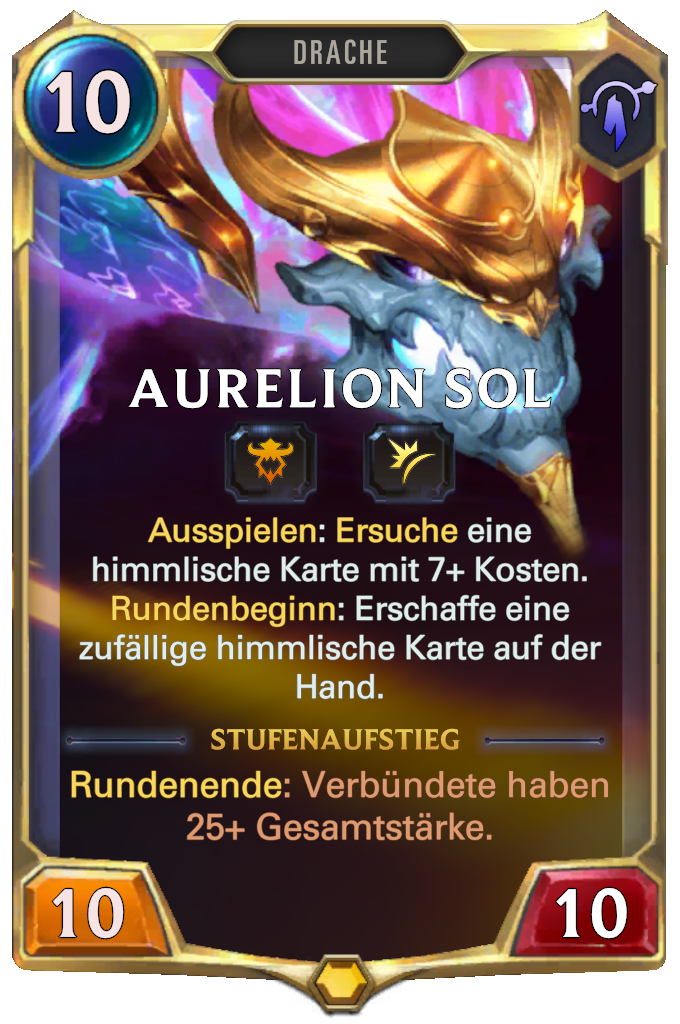 DRACHE
10
AURELION SOL
Ausspielen: Ersuche eine
himmlische Karte mit 7+ Kosten.
Rundenbeginn: Erschaffe eine
zufällige himmlische Karte auf der
Hand.
STUFENAUFSTIEG
Rundenende: Verbündete haben
25+ Gesamtstärke.
10
10